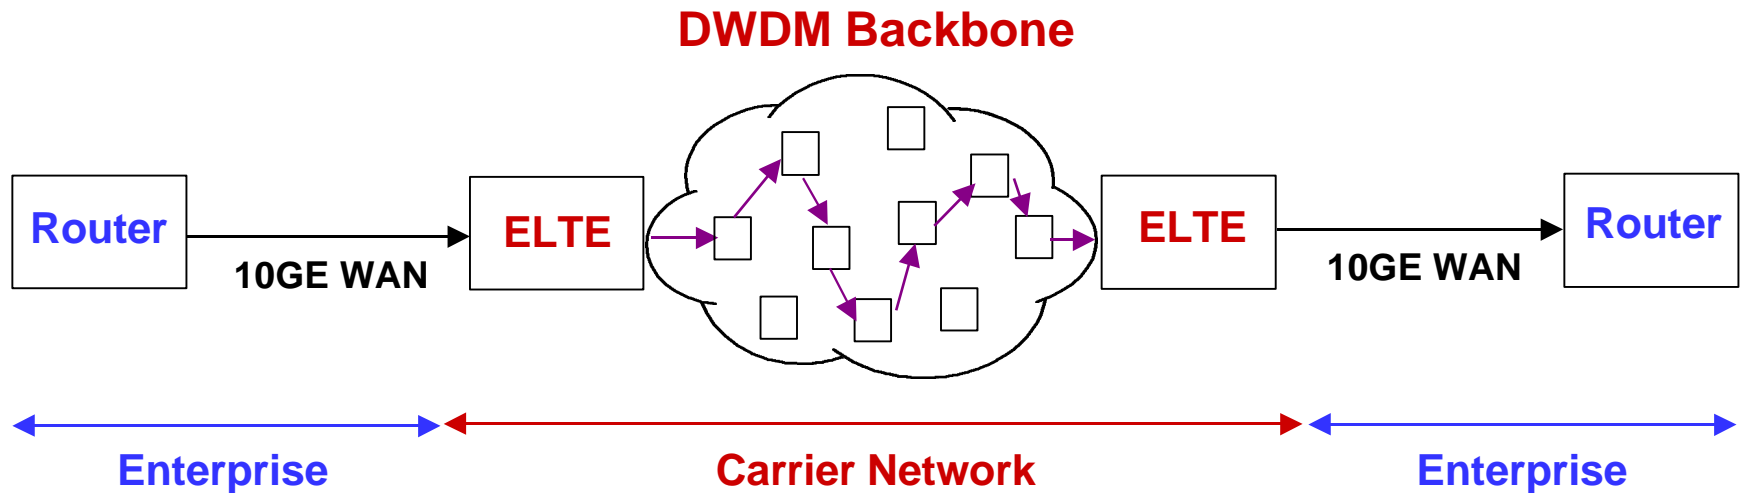 DWDM Backbone
Router
10GE WAN
ELTE
ELTE
10GE WAN
Router
Enterprise
Carrier Network
Enterprise